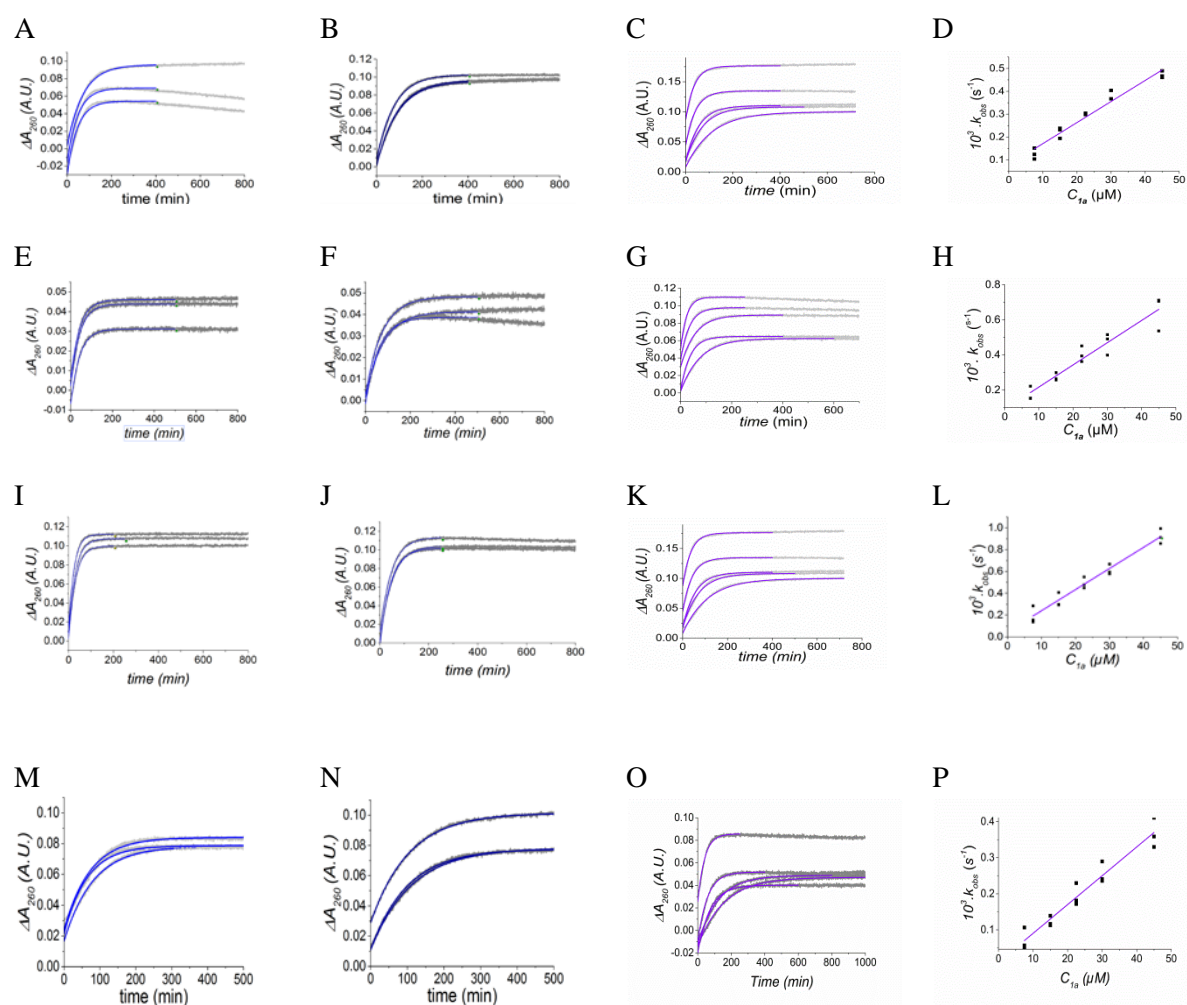 A
ΔA260 (A.U.)
0.10
0.08
0.06
0.04
0.02
0.00
-0.02
0 200 400 600 800
time (min)
B
ΔA260 (A.U.)
0.12
0.10
0.08
0.06
0.04
0.02
0.00
0 200 400 600 800
time (min)
C
ΔA260 (A.U.)
0.15
0.10
0.05
0.00
0 200 400 600 800
time (min)
D
10³.kobs (s-1)
0.5
0.4
0.3
0.2
0.1
0 10 20 30 40 50
C1a (µM)
E
ΔA260 (A.U.)
0.05
0.04
0.03
0.02
0.01
0.00
-0.01
0 200 400 600 800
time (min)
F
ΔA260 (A.U.)
0.05
0.04
0.03
0.02
0.01
0.00
0 200 400 600 800
time (min)
G
ΔA260 (A.U.)
0.12
0.10
0.08
0.06
0.04
0.02
0.00
0 200 400 600
time (min)
H
10³. kobs (s-1)
0.8
0.6
0.4
0.2
0 10 20 30 40 50
C1a (µM)
I
ΔA260 (A.U.)
0.12
0.10
0.08
0.06
0.04
0.02
0.00
0 200 400 600 800
time (min)
J
ΔA260 (A.U.)
0.12
0.10
0.08
0.06
0.04
0.02
0.00
0 200 400 600 800
time (min)
K
ΔA260 (A.U.)
0.15
0.10
0.05
0.00
0 200 400 600 800
time (min)
L
10³.kobs (s-1)
1.0
0.8
0.6
0.4
0.2
0.0
0 10 20 30 40 50
C1a (µM)
M
ΔA260 (A.U.)
0.10
0.08
0.06
0.04
0.02
0.00
0 100 200 300 400 500
time (min)
N
ΔA260 (A.U.)
0.10
0.08
0.06
0.04
0.02
0.00
0 100 200 300 400 500
time (min)
O
ΔA260 (A.U.)
0.10
0.08
0.06
0.04
0.02
0.00
-0.02
0 200 400 600 800 1000
Time (min)
P
10³.kobs (s-1)
0.4
0.3
0.2
0.1
0 5 10 15 20 25 30 35 40 45 50
C1a (µM)